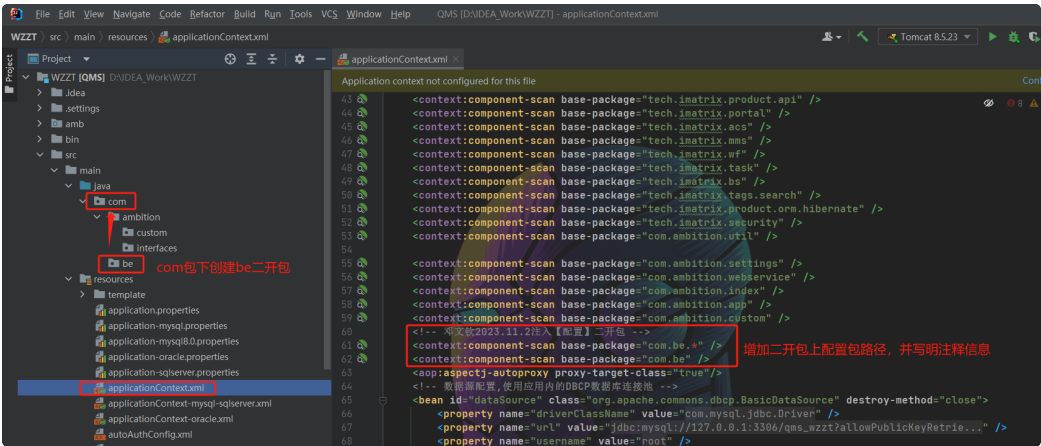 File Edit View Navigate Code Refactor Build Run Tools VCS Window Help QMS [D:\IDEA_Work\WZZT] - applicationContext.xml
WZZT src main resources applicationContext.xml
Tomcat 8.5.23
Project
Project
applicationContext.xml
WZZT [QMS] D:\IDEA_Work\WZZT
.idea
.settings
amb
bin
src
main
java
com
ambition
custom
interfaces
be
com包下创建be二开包
resources
template
application.properties
application-mysql.properties
application-mysql8.0.properties
application-oracle.properties
application-sqlserver.properties
applicationContext.xml
applicationContext-mysql-sqlserver.xml
applicationContext-oracle.xml
autoAuthConfig.xml
Application context not configured for this file
Cont
8
43 <context:component-scan base-package="tech.imatrix.product.api" />
44 <context:component-scan base-package="tech.imatrix.portal" />
45 <context:component-scan base-package="tech.imatrix.acs" />
46 <context:component-scan base-package="tech.imatrix.mms" />
47 <context:component-scan base-package="tech.imatrix.wf" />
48 <context:component-scan base-package="tech.imatrix.task" />
49 <context:component-scan base-package="tech.imatrix.bs" />
50 <context:component-scan base-package="tech.imatrix.tags.search" />
51 <context:component-scan base-package="tech.imatrix.product.orm.hibernate" />
52 <context:component-scan base-package="tech.imatrix.security" />
53 <context:component-scan base-package="com.ambition.util" />
54
55 <context:component-scan base-package="com.ambition.settings" />
56 <context:component-scan base-package="com.ambition.webservice" />
57 <context:component-scan base-package="com.ambition.index" />
58 <context:component-scan base-package="com.ambition.app" />
59 <context:component-scan base-package="com.ambition.custom" />
60 <!-- 邓文钦2023.11.2注入【配置】二开包 -->
61 <context:component-scan base-package="com.be.*" />
62 <context:component-scan base-package="com.be" />
增加二开包上配置包路径，并写明注释信息
63 <aop:aspectj-autoproxy proxy-target-class="true"/>
64 <!-- 数据源配置,使用应用内的DBCP数据库连接池 -->
65 <bean id="dataSource" class="org.apache.commons.dbcp.BasicDataSource" destroy-method="close">
66 <property name="driverClassName" value="com.mysql.jdbc.Driver" />
67 <property name="url" value="jdbc:mysql://127.0.0.1:3306/qms_wzzt?allowPublicKeyRetrie..." />
68 <property name="username" value="root" />